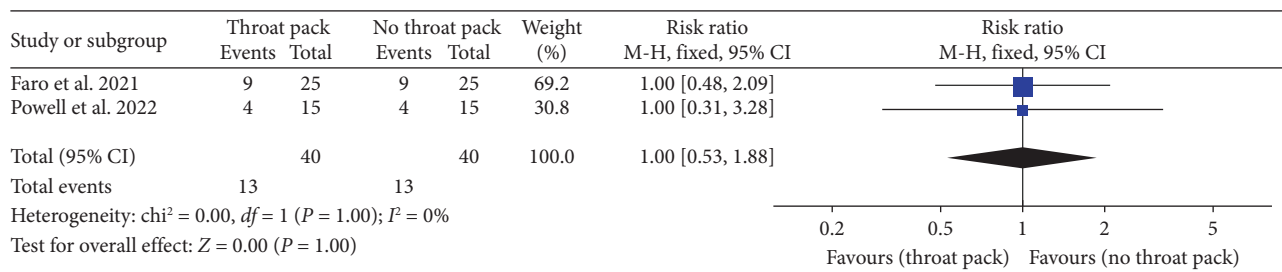 Study or subgroup Throat pack No throat pack Weight Risk ratio Risk ratio
Events Total Events Total (%) M-H, fixed, 95% CI M-H, fixed, 95% CI
Faro et al. 2021 9 25 9 25 69.2 1.00 [0.48, 2.09]
Powell et al. 2022 4 15 4 15 30.8 1.00 [0.31, 3.28]
Total (95% CI) 40 40 100.0 1.00 [0.53, 1.88]
Total events 13 13
Heterogeneity: chi² = 0.00, df = 1 (P = 1.00); I² = 0%
Test for overall effect: Z = 0.00 (P = 1.00)
0.2 0.5 1 2 5
Favours (throat pack) Favours (no throat pack)